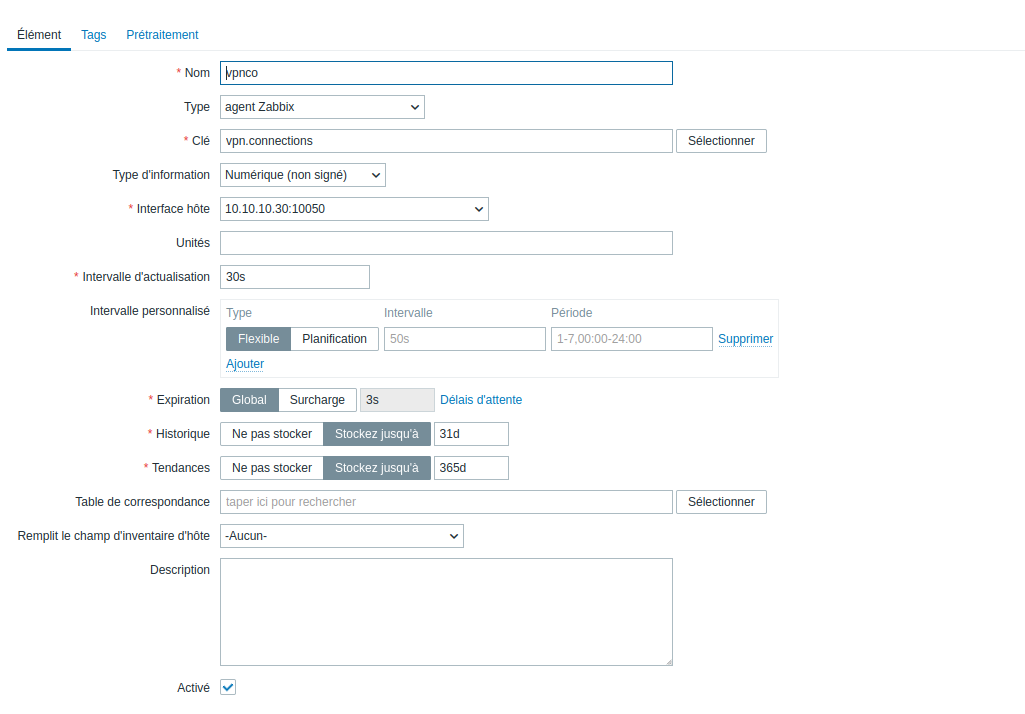 Élément Tags Prétraitement
* Nom vpnco
Type agent Zabbix
* Clé vpn.connections Sélectionner
Type d'information Numérique (non signé)
* Interface hôte 10.10.10.30:10050
Unités
* Intervalle d'actualisation 30s
Intervalle personnalisé Type Intervalle Période
Flexible Planification 50s 1-7,00:00-24:00 Supprimer
Ajouter
* Expiration Global Surcharge 3s Délais d'attente
* Historique Ne pas stocker Stockez jusqu'à 31d
* Tendances Ne pas stocker Stockez jusqu'à 365d
Table de correspondance taper ici pour rechercher Sélectionner
Remplit le champ d'inventaire d'hôte -Aucun-
Description
Activé